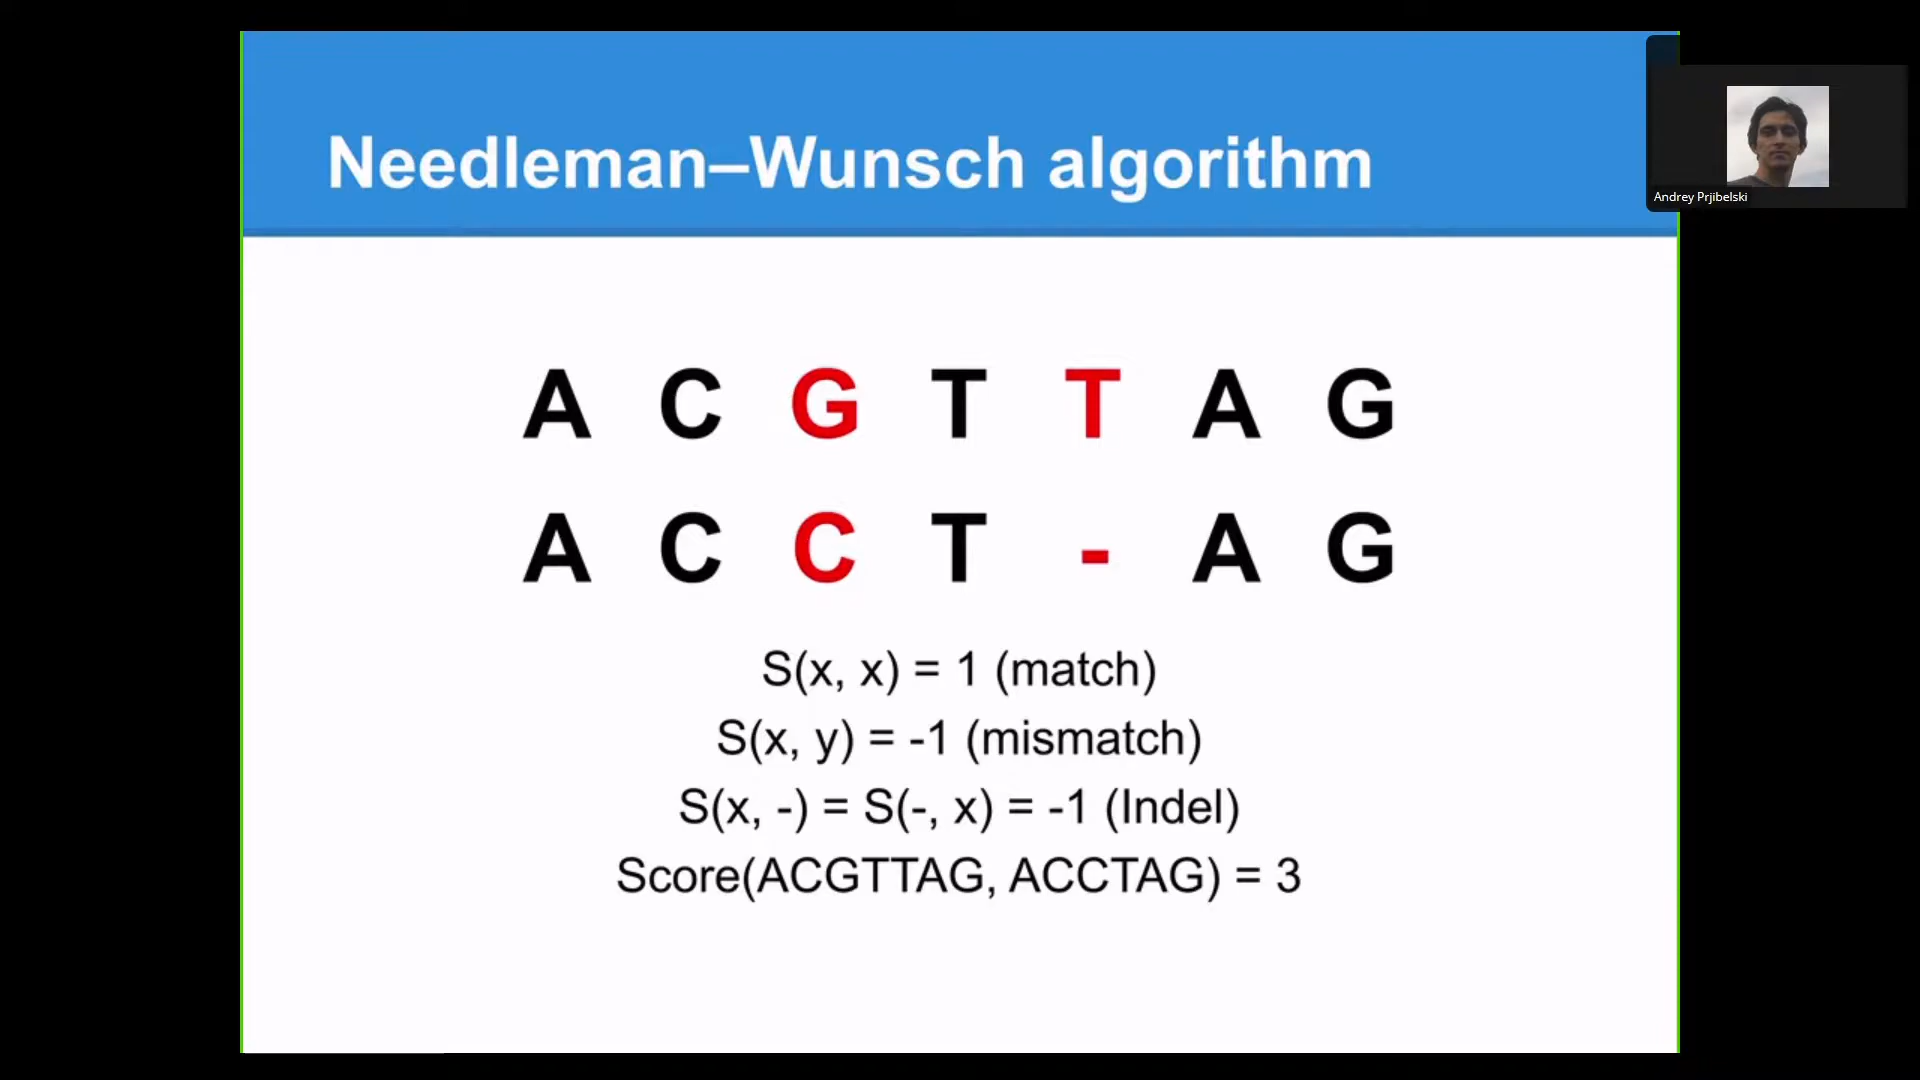 Needleman–Wunsch algorithm
Andrey Prjibelski
A C G T T A G
A C C T - A G
S(x, x) = 1 (match)
S(x, y) = -1 (mismatch)
S(x, -) = S(-, x) = -1 (Indel)
Score(ACGTTAG, ACCTAG) = 3